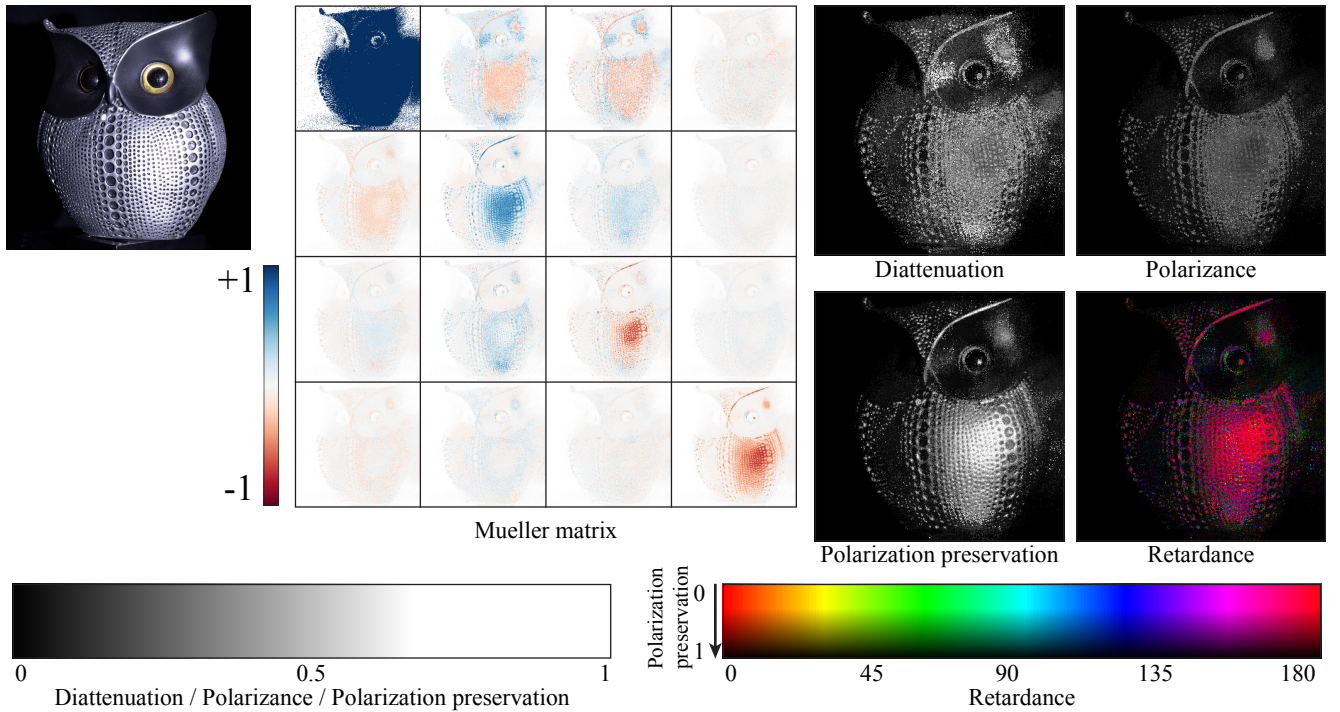 +1
-1
Mueller matrix
Diattenuation
Polarizance
Polarization preservation
Retardance
0
0.5
1
Diattenuation / Polarizance / Polarization preservation
Polarization
preservation
0
1
0
45
90
135
180
Retardance